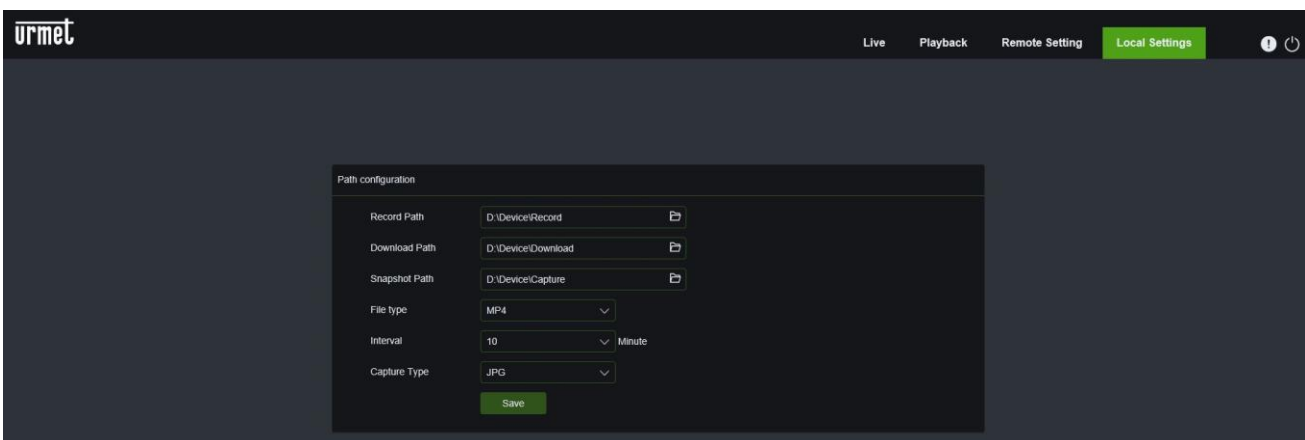 urmet
Live Playback Remote Setting Local Settings
Path configuration
Record Path D:\Device\Record
Download Path D:\Device\Download
Snapshot Path D:\Device\Capture
File type MP4
Interval 10 Minute
Capture Type JPG
Save